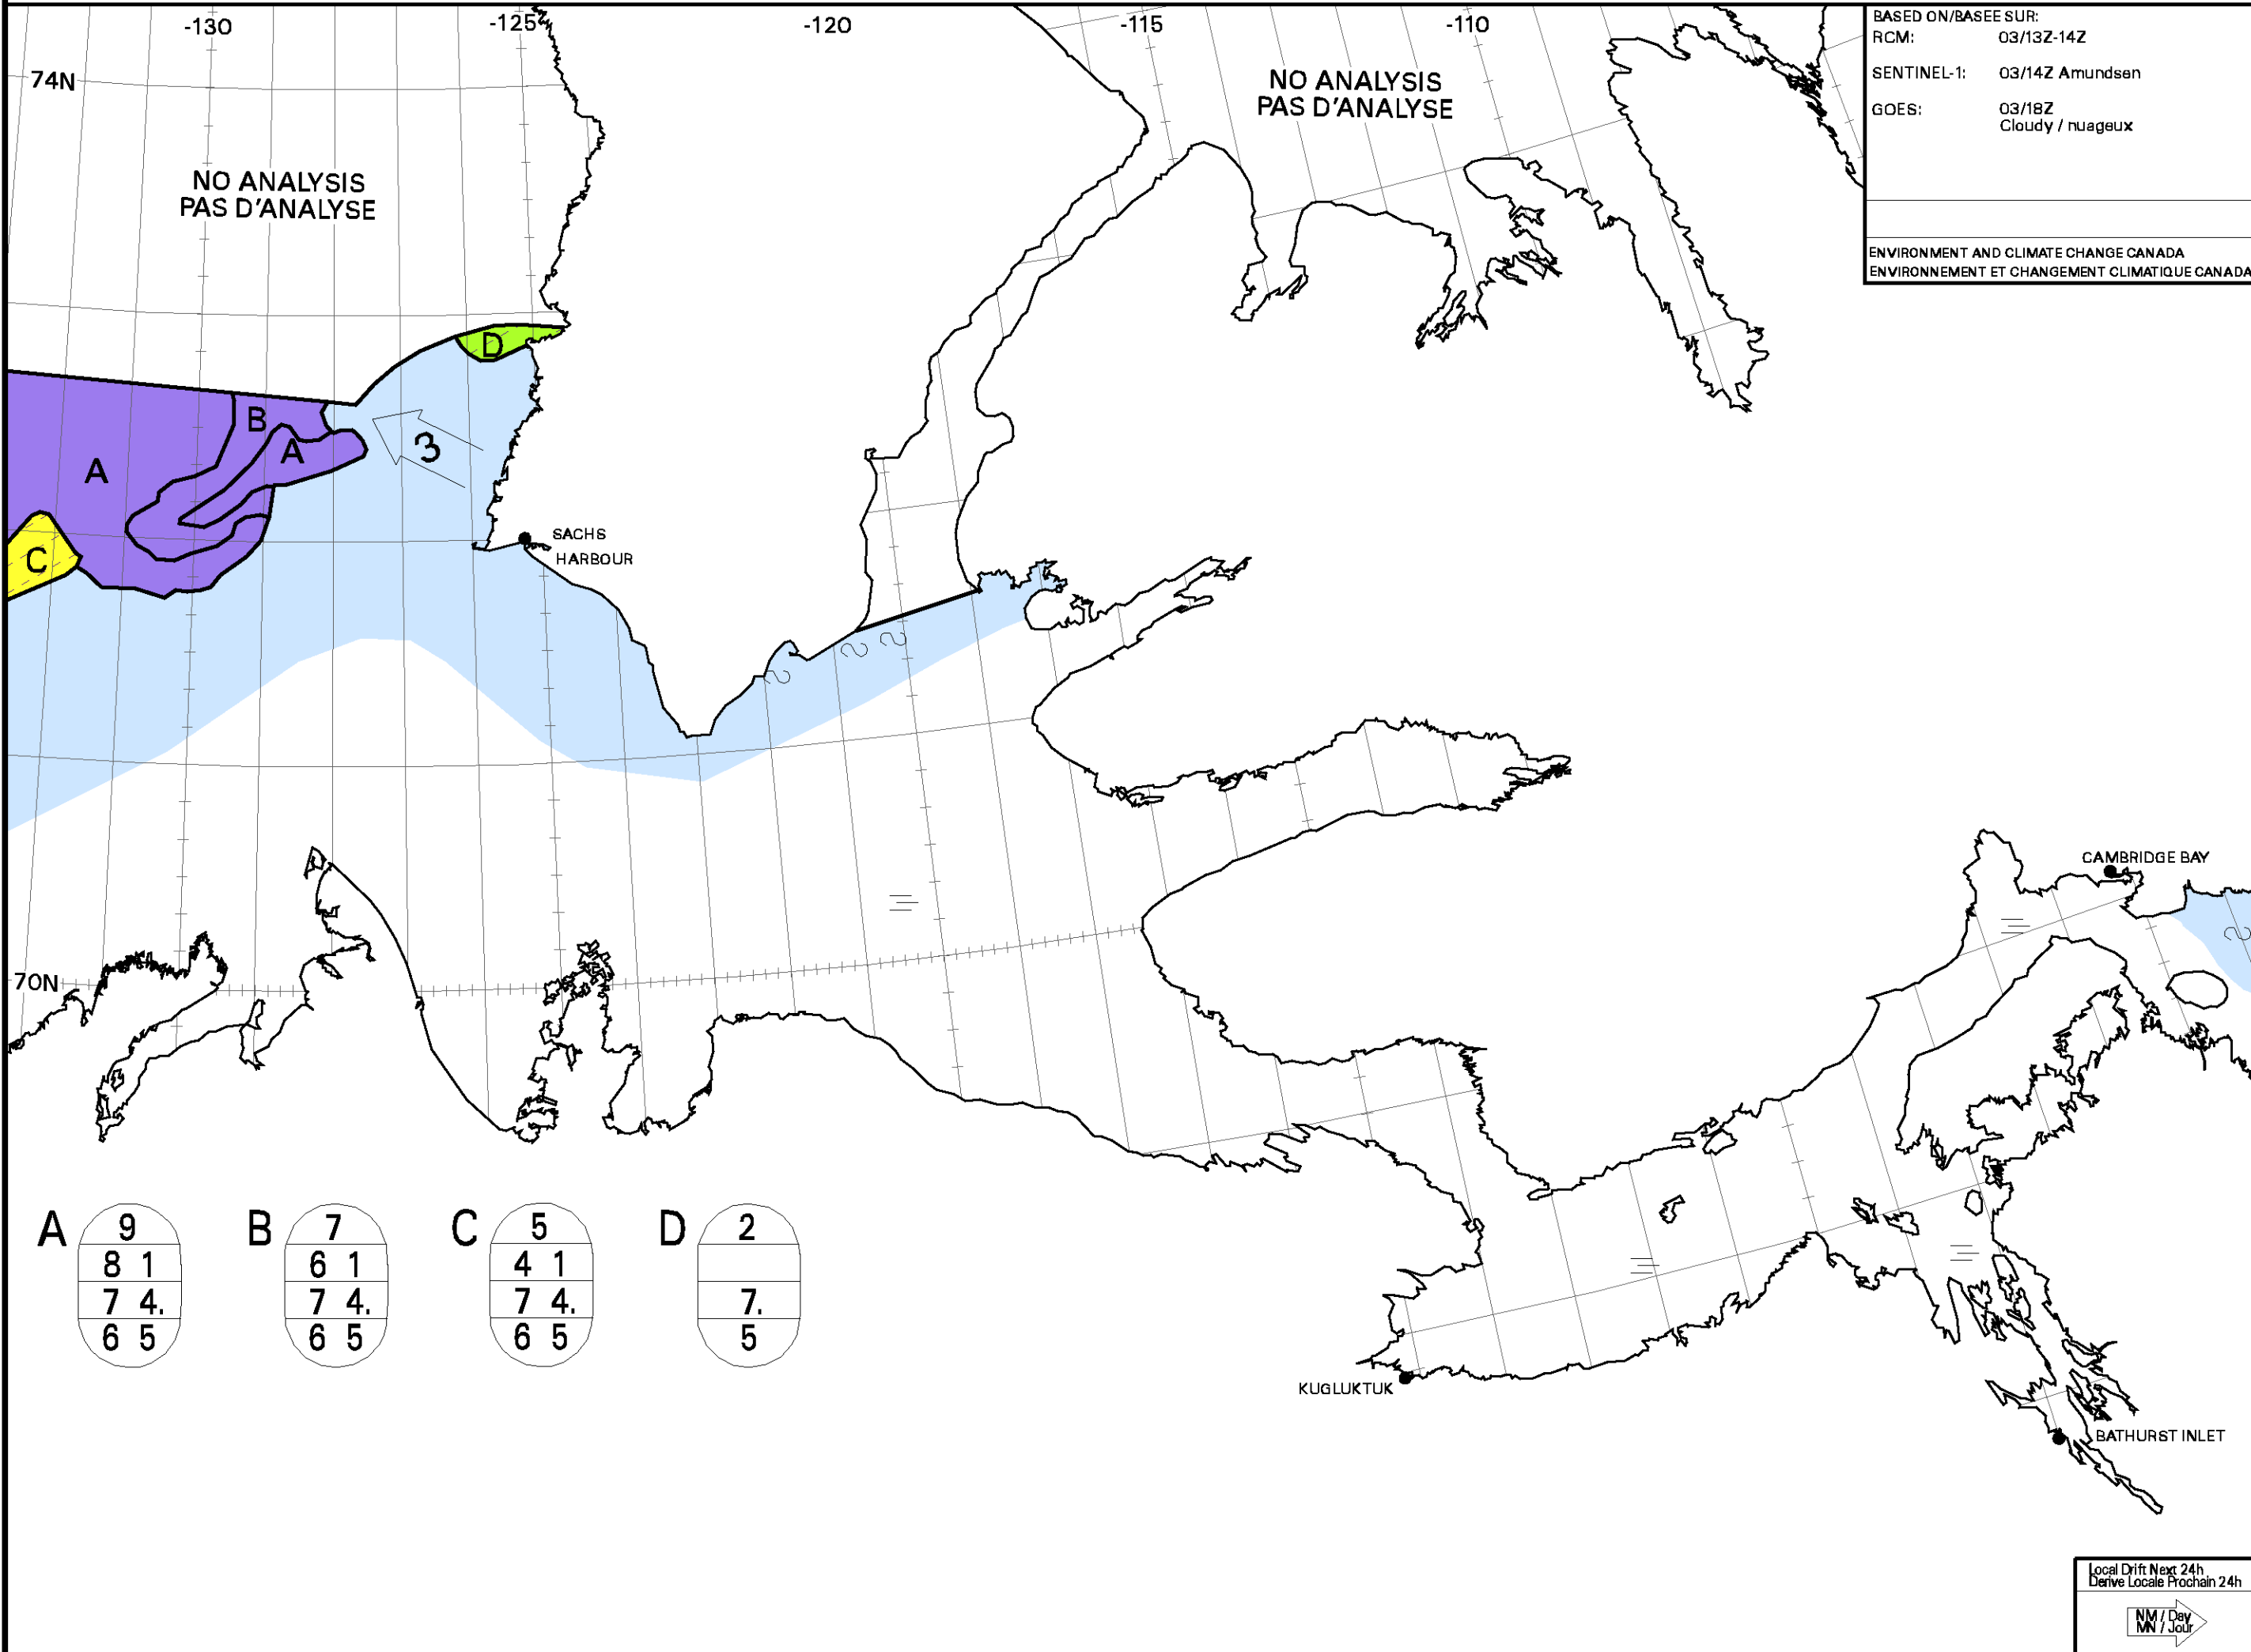 -130
-125
-120
-115
-110
74N
NO ANALYSIS
PAS D'ANALYSE
NO ANALYSIS
PAS D'ANALYSE
BASED ON/BASEE SUR:
RCM: 03/13Z-14Z
SENTINEL-1: 03/14Z Amundsen
GOES: 03/18Z
Cloudy / nuageux
ENVIRONMENT AND CLIMATE CHANGE CANADA
ENVIRONNEMENT ET CHANGEMENT CLIMATIQUE CANADA
D
B
A
A
3
C
SACHS
HARBOUR
CAMBRIDGE BAY
70N
KUGLUKTUK
BATHURST INLET
A
9
8 1
7 4.
6 5
B
7
6 1
7 4.
6 5
C
5
4 1
7 4.
6 5
D
2
7.
5
Local Drift Next 24h
Derive Locale Prochain 24h
NM / Day
MN / Jour